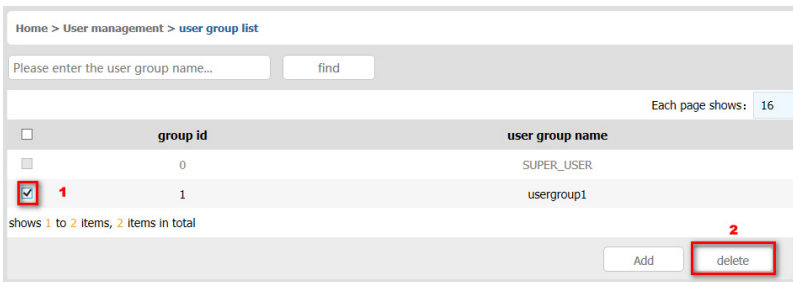 Home > User management > user group list
Please enter the user group name... find
Each page shows: 16
group id user group name
0 SUPER_USER
1 1 usergroup1
shows 1 to 2 items, 2 items in total
2
Add delete